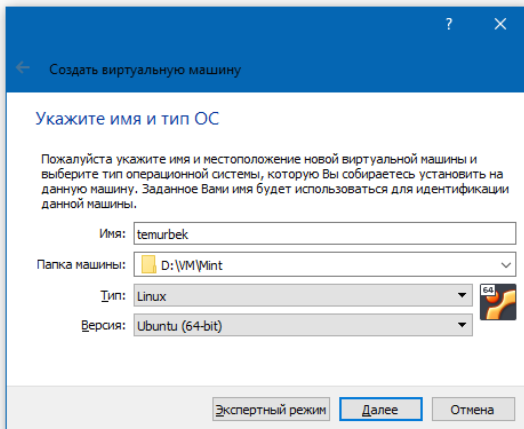 ?
Создать виртуальную машину
Укажите имя и тип ОС
Пожалуйста укажите имя и местоположение новой виртуальной машины и
выберите тип операционной системы, которую Вы собираетесь установить на
данную машину. Заданное Вами имя будет использоваться для идентификации
данной машины.
Имя: temurbek
Папка машины: D:\VM\Mint
Тип: Linux
64
Версия: Ubuntu (64-bit)
Экспертный режим Далее Отмена